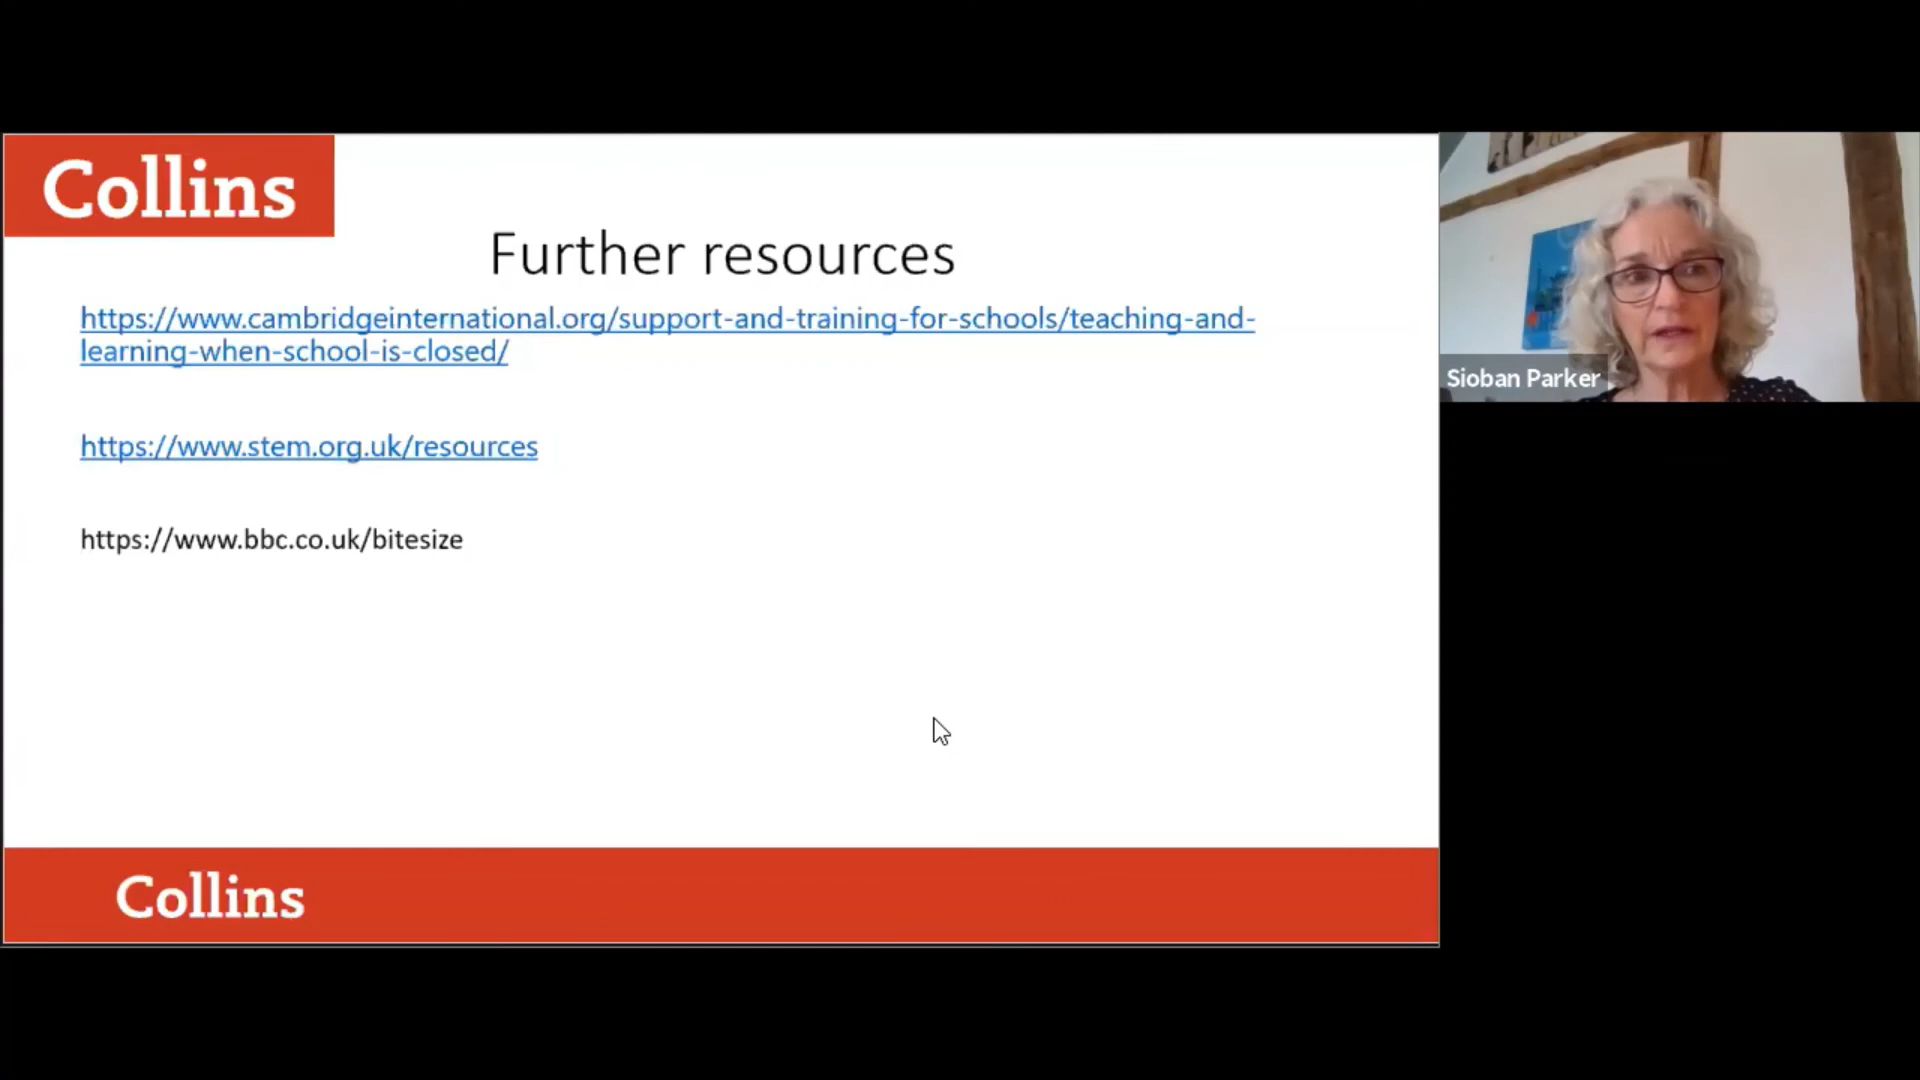 Collins
Further resources
https://www.cambridgeinternational.org/support-and-training-for-schools/teaching-and-
learning-when-school-is-closed/
https://www.stem.org.uk/resources
https://www.bbc.co.uk/bitesize
Collins
Sioban Parker